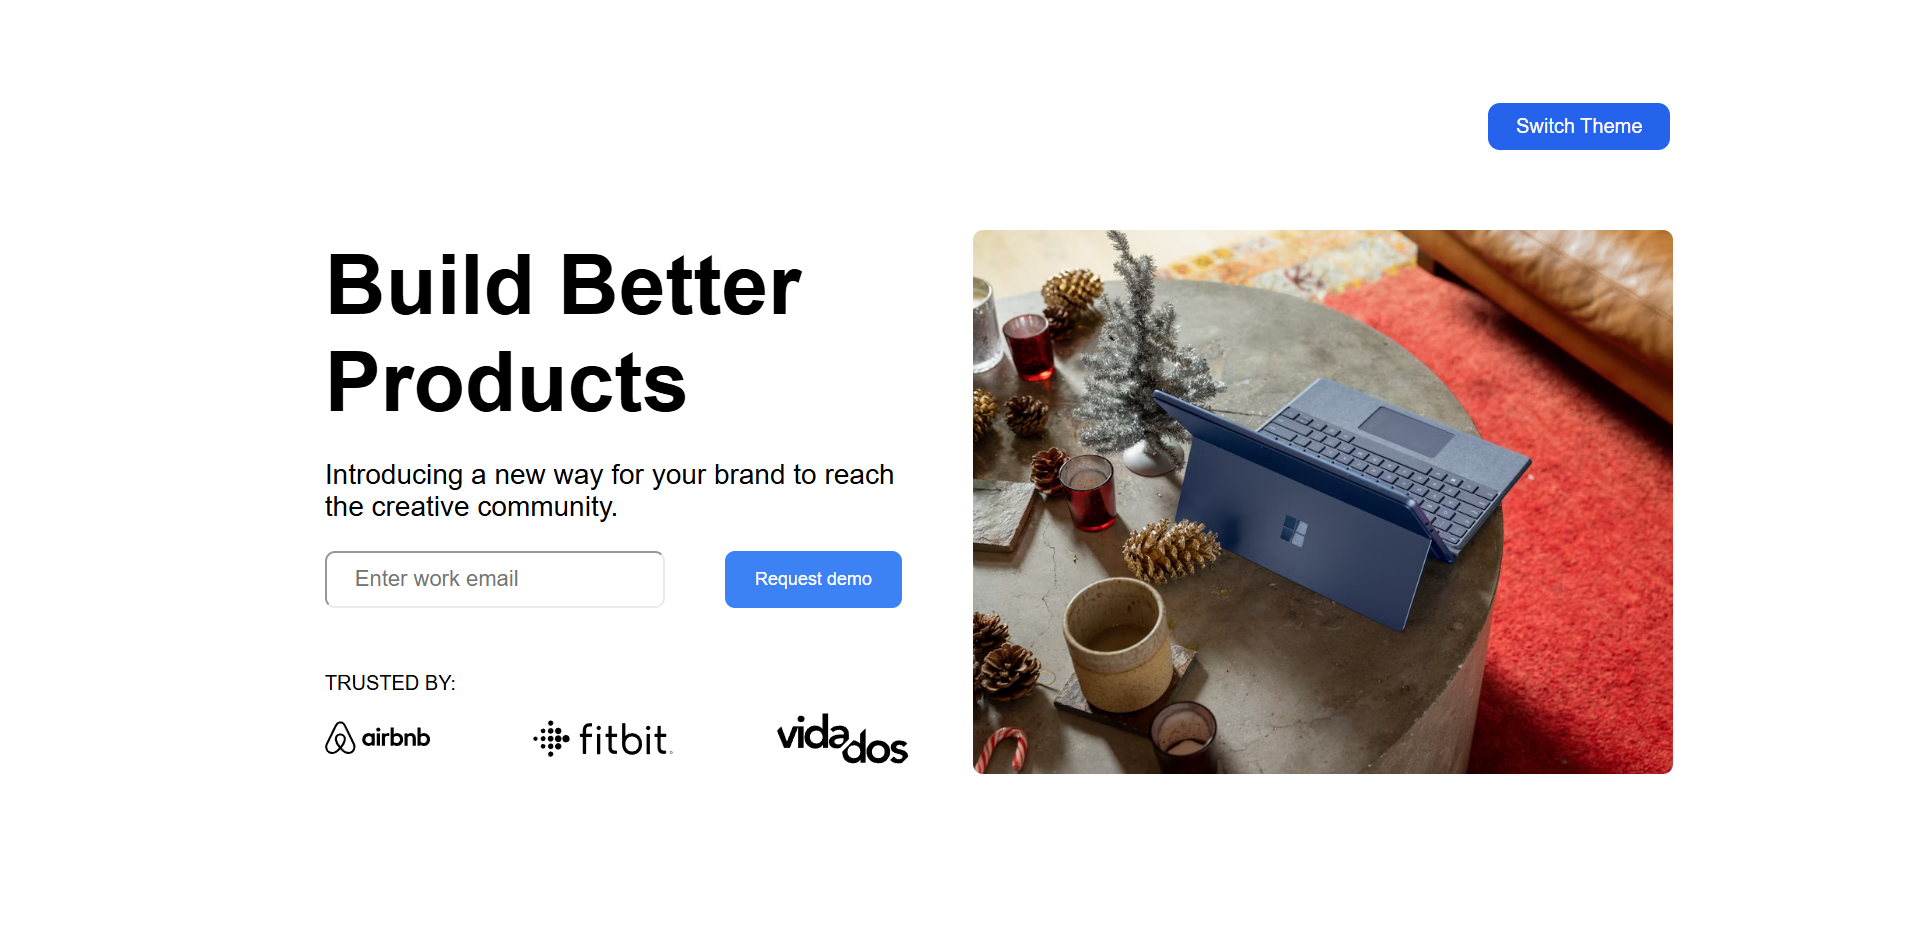 Switch Theme
Build Better
Products
Introducing a new way for your brand to reach
the creative community.
Enter work email
Request demo
TRUSTED BY:
airbnb
fitbit
vidados